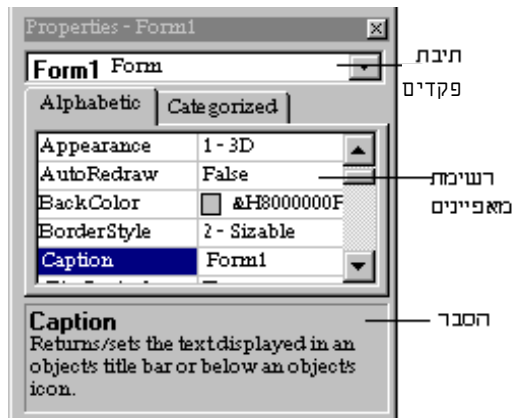 Properties - Form1
Form1 Form
תיבת
פקדים
Alphabetic Categorized
Appearance 1 - 3D
AutoRedraw False
BackColor &H8000000F
BorderStyle 2 - Sizable
Caption Form1
רשימת
מאפיינים
Caption
Returns/sets the text displayed in an
object's title bar or below an object's
icon.
הסבר